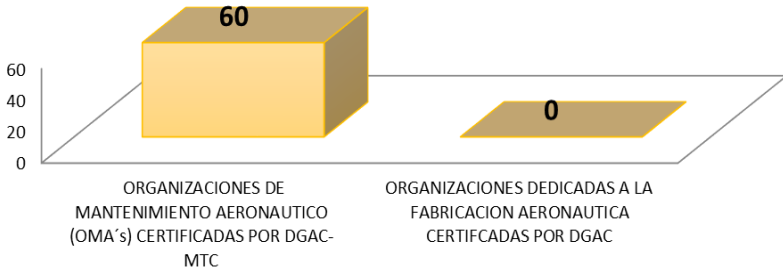 60
0
60
40
20
0
ORGANIZACIONES DE
MANTENIMIENTO AERONAUTICO
(OMA´s) CERTIFICADAS POR DGAC-
MTC
ORGANIZACIONES DEDICADAS A LA
FABRICACION AERONAUTICA
CERTIFCADAS POR DGAC